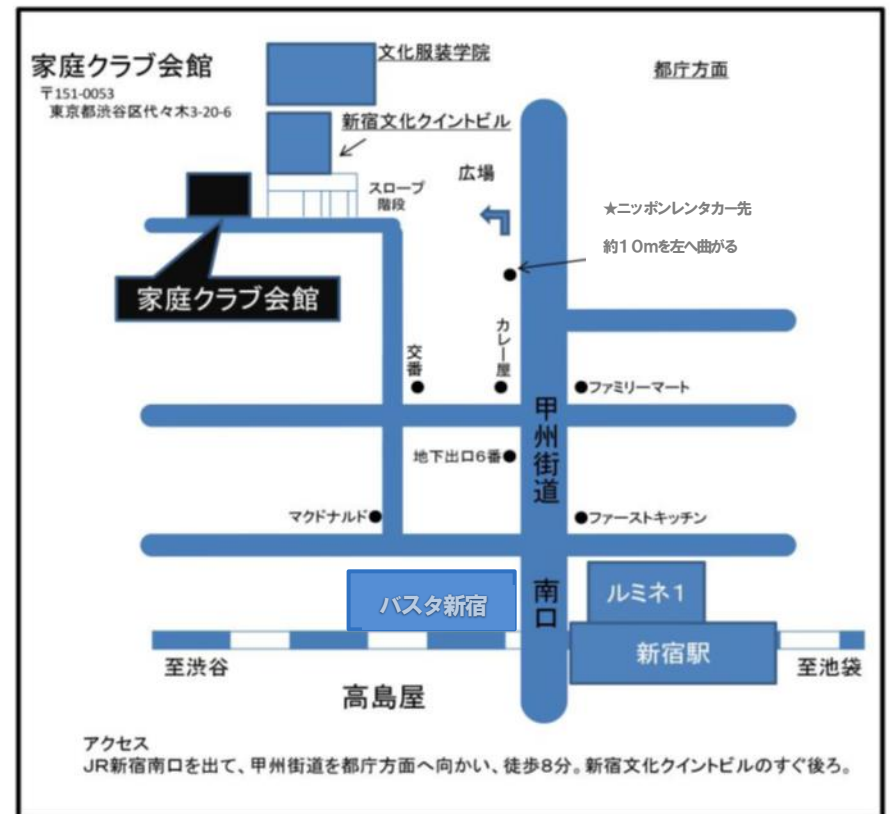 家庭クラブ会館
〒151-0053
東京都渋谷区代々木3-20-6
文化服装学院
都庁方面
新宿文化クイントビル
広場
スロープ
階段
★ニッポンレンタカー先
約10mを左へ曲がる
家庭クラブ会館
カレー屋
交番
ファミリーマート
甲州街道
地下出口6番
マクドナルド
ファーストキッチン
バスタ新宿
南口
ルミネ1
新宿駅
至渋谷
至池袋
高島屋
アクセス
JR新宿南口を出て、甲州街道を都庁方面へ向かい、徒歩8分。新宿文化クイントビルのすぐ後ろ。